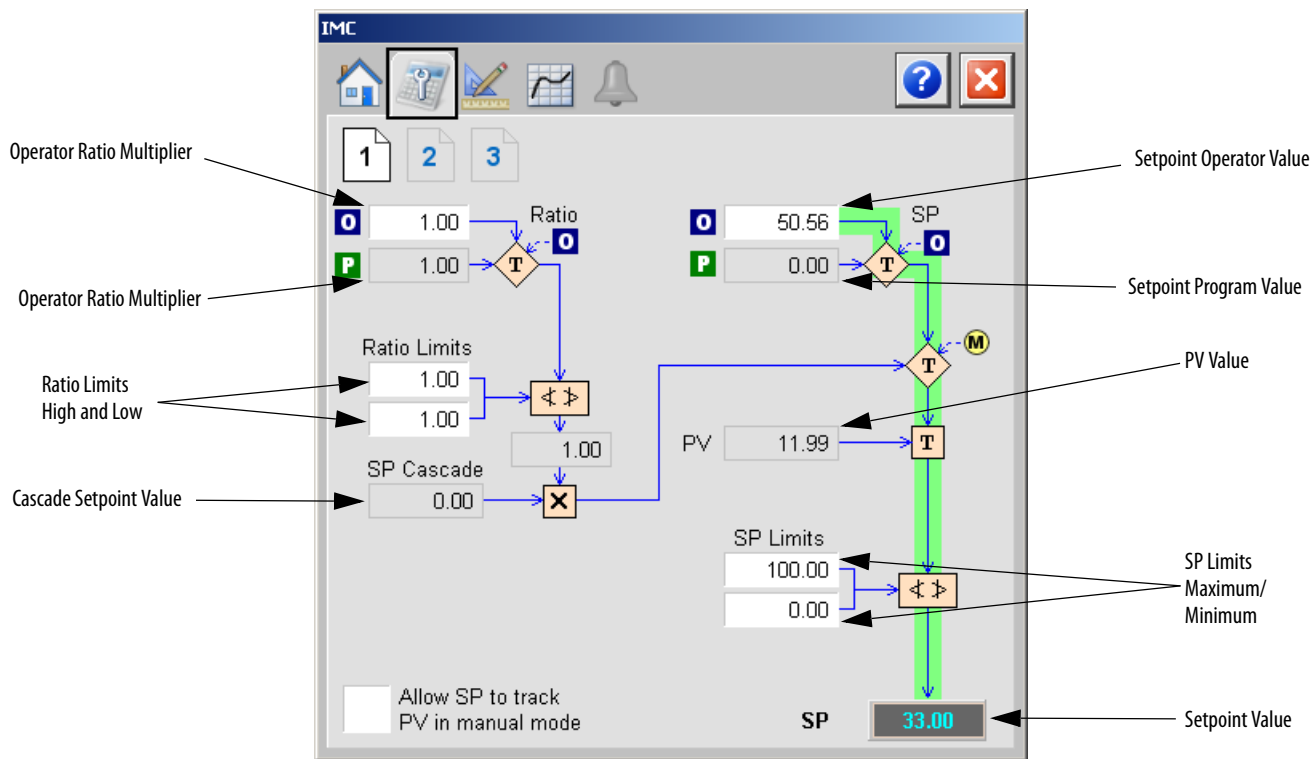 IMC
1
2
3
Operator Ratio Multiplier
Setpoint Operator Value
O
1.00
Ratio
O
O
50.56
SP
O
P
1.00
T
P
0.00
T
Operator Ratio Multiplier
Setpoint Program Value
Ratio Limits
M
Ratio Limits
High and Low
1.00
T
PV Value
1.00
1.00
PV
11.99
T
SP Cascade
Cascade Setpoint Value
0.00
SP Limits
100.00
0.00
SP Limits
Maximum/
Minimum
Allow SP to track
PV in manual mode
SP
33.00
Setpoint Value